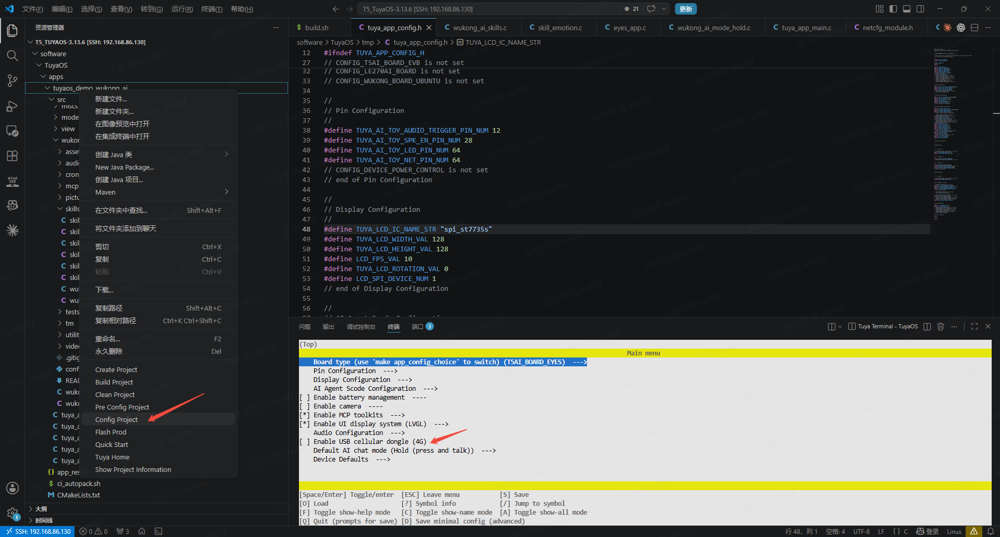 文件(F) 编辑(E) 选择(S) 查看(V) 转到(G) 运行(R) 终端(T) 帮助(H)
T5_TuyaOS-3.13.6 [SSH: 192.168.86.130]
21
更新
资源管理器
T5_TUYAOS-3.13.6 [SSH: 192.168.86.130]
software
TuyaOS
apps
tuyaos_demo_wukong_ai
src
miscs
mode
view
wukon
asset
audi
cron
mcp
pictu
skills
C skil
C skil
C skil
C skil
C skil
C skil
C wu
C wu
tests
tm
utilit
video
.gitig
conf
READ
C wuko
C wuko
C tuya_a
C tuya_a
C tuya_a
C tuya_a
C tuya_a
{} app_res
$ ci_autopack.sh
M CMakeLists.txt
大纲
时间线
Wind
IDE
1
新建文件...
新建文件夹...
在图像预览中打开
在集成终端中打开
创建 Java 类
New Java Package...
创建 Java 项目...
Maven
在文件夹中查找... Shift+Alt+F
将文件夹添加到聊天
剪切 Ctrl+X
复制 Ctrl+C
粘贴 Ctrl+V
下载...
复制路径 Shift+Alt+C
复制相对路径 Ctrl+K Ctrl+Shift+C
重命名... F2
永久删除 Del
Create Project
Build Project
Clean Project
Pre Config Project
Config Project
Flash Prod
Quick Start
Tuya Home
Show Project Information
$ build.sh
C tuya_app_config.h
C wukong_ai_skills.c
C skill_emotion.c
C eyes_app.c
C wukong_ai_mode_hold.c
C tuya_app_main.c
C netcfg_module.h
C
software > TuyaOS > tmp > C tuya_app_config.h > TUYA_LCD_IC_NAME_STR
12 #ifndef TUYA_APP_CONFIG_H
27 // CONFIG_T5AI_BOARD_EVB is not set
32 // CONFIG_LE270AI_BOARD is not set
33 // CONFIG_WUKONG_BOARD_UBUNTU is not set
34
35 //
36 // Pin Configuration
37 //
38 #define TUYA_AI_TOY_AUDIO_TRIGGER_PIN_NUM 12
39 #define TUYA_AI_TOY_SPK_EN_PIN_NUM 28
40 #define TUYA_AI_TOY_LED_PIN_NUM 64
41 #define TUYA_AI_TOY_NET_PIN_NUM 64
42 // CONFIG_DEVICE_POWER_CONTROL is not set
43 // end of Pin Configuration
44
45 //
46 // Display Configuration
47 //
48 #define TUYA_LCD_IC_NAME_STR "spi_st7735s"
49 #define TUYA_LCD_WIDTH_VAL 128
50 #define TUYA_LCD_HEIGHT_VAL 128
51 #define LCD_FPS_VAL 10
52 #define TUYA_LCD_ROTATION_VAL 0
53 #define LCD_SPI_DEVICE_NUM 1
54 // end of Display Configuration
55
56 //
问题 输出 调试控制台 终端 端口 3
Tuya Terminal - TuyaOS
(Top)
Main menu
Board type (use 'make app_config_choice' to switch) (T5AI_BOARD_EYES) --->
Pin Configuration --->
Display Configuration --->
AI Agent Scode Configuration --->
[ ] Enable battery management ----
[ ] Enable camera ----
[*] Enable MCP toolkits --->
[*] Enable UI display system (LVGL) --->
Audio Configuration --->
[ ] Enable USB cellular dongle (4G)
Default AI chat mode (Hold (press and talk)) --->
Device Defaults --->
[Space/Enter] Toggle/enter [ESC] Leave menu [S] Save
[O] Load [?] Symbol info [/] Jump to symbol
[F] Toggle show-help mode [C] Toggle show-name mode [A] Toggle show-all mode
[Q] Quit (prompts for save) [D] Save minimal config (advanced)
SSH: 192.168.86.130
0 0
3
行 48，列 1
空格: 4
UTF-8
LF
{} C
登录
Linux